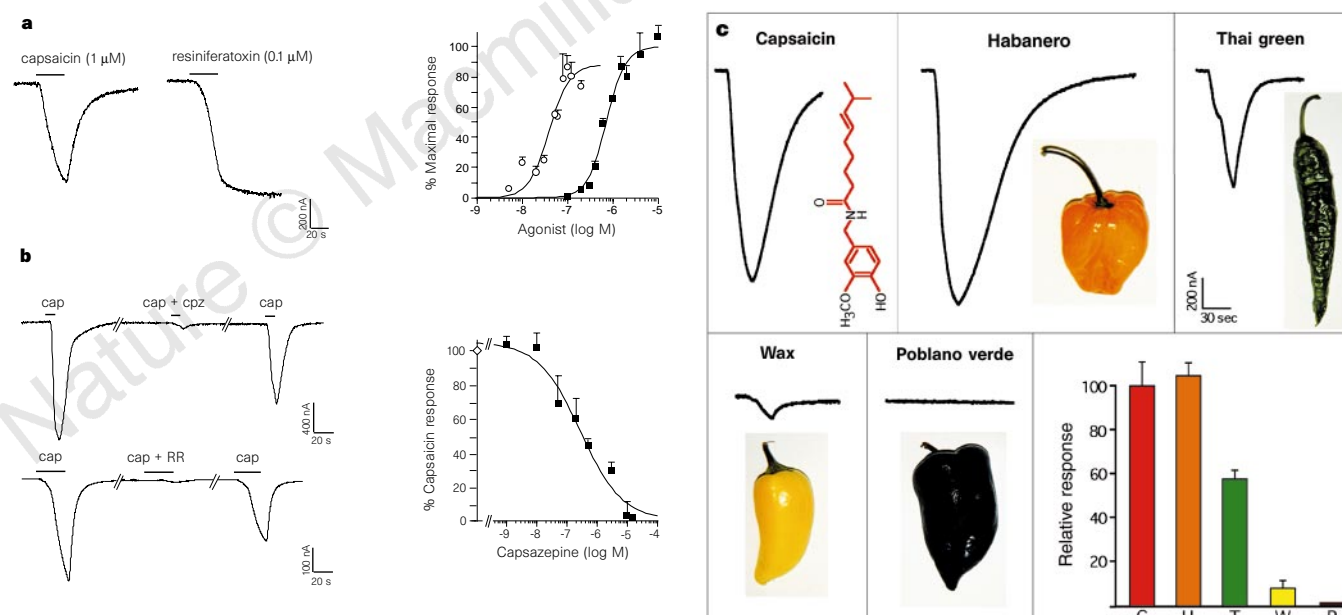 a
capsaicin (1 µM)
resiniferatoxin (0.1 µM)
200 nA
20 s
% Maximal response
100
80
60
40
20
0
-9
-8
-7
-6
-5
Agonist (log M)
b
cap
cap + cpz
cap
400 nA
20 s
cap
cap + RR
cap
100 nA
20 s
% Capsaicin response
100
80
60
40
20
0
-9
-8
-7
-6
-5
-4
Capsazepine (log M)
c
Capsaicin
O
N
H
H₃CO
HO
Habanero
Thai green
200 nA
30 sec
Wax
Poblano verde
Relative response
100
80
60
40
20
Nature © Macmill